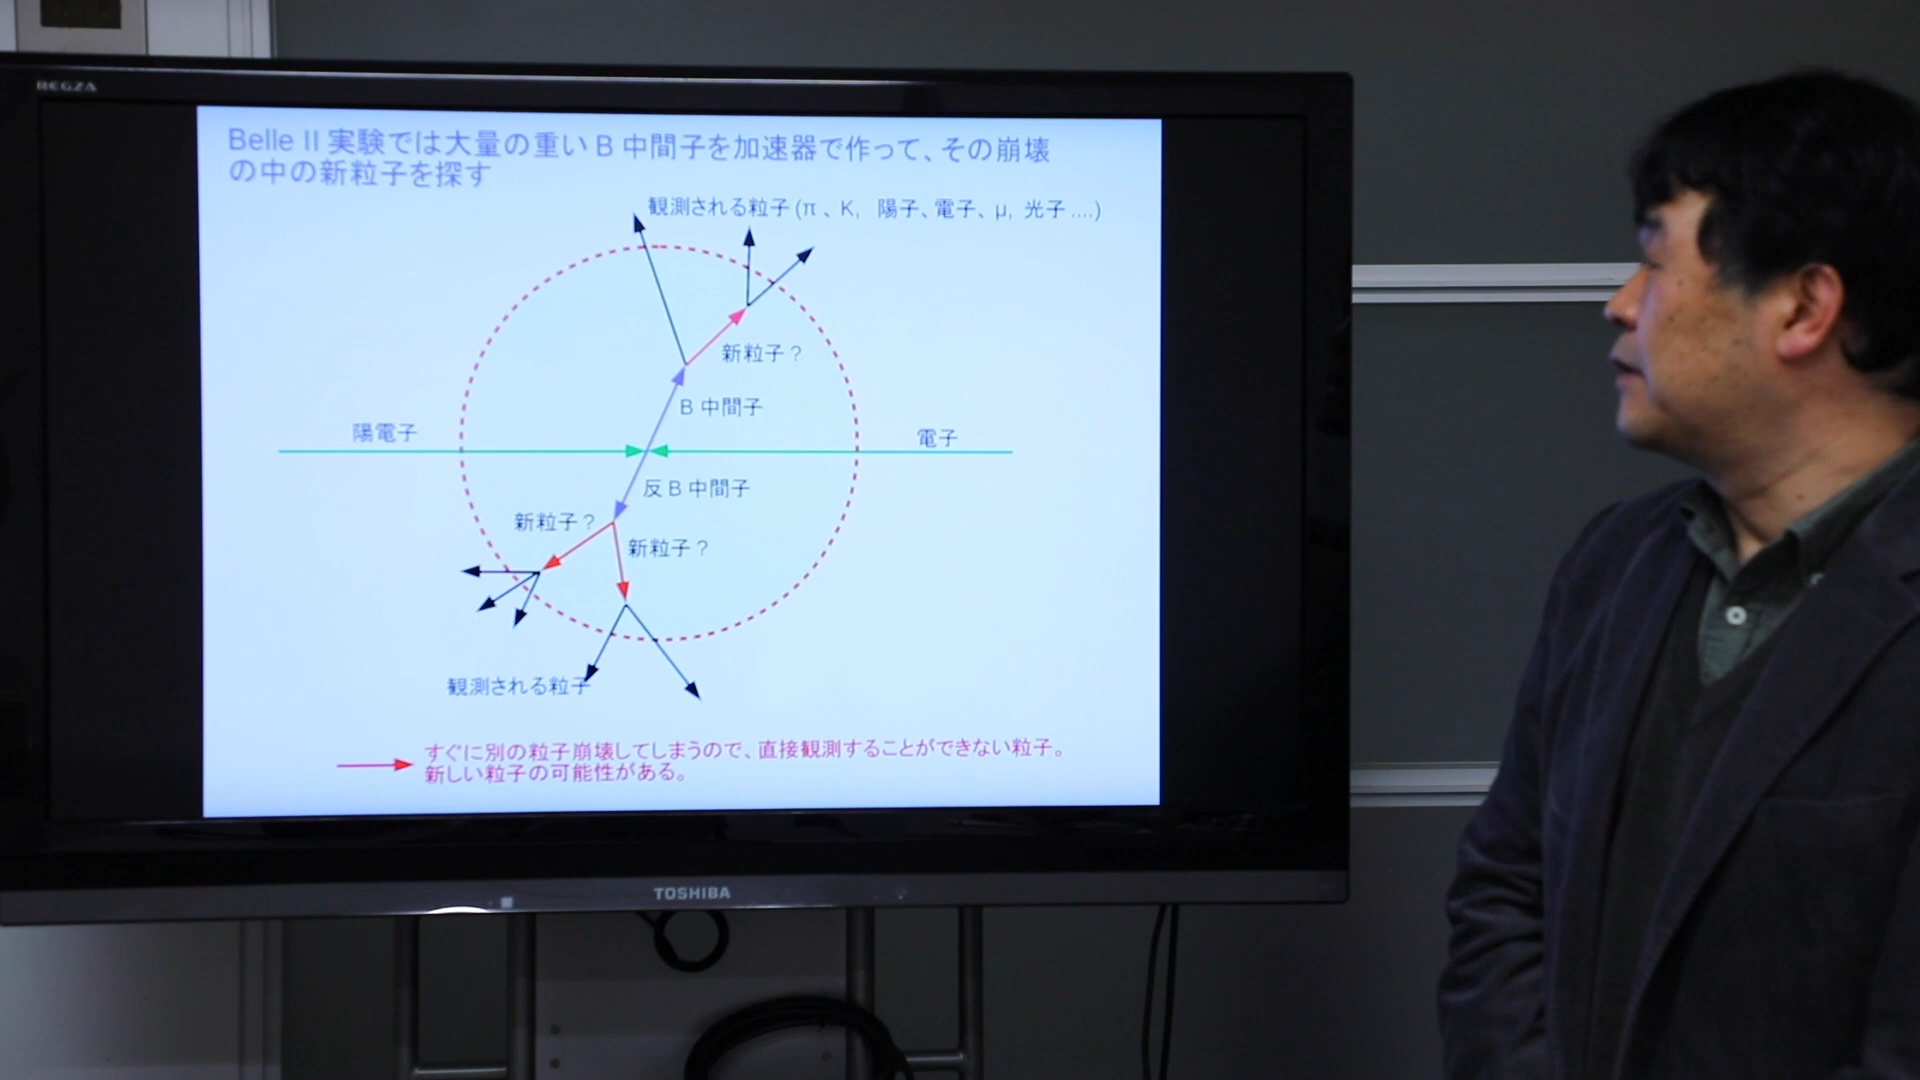 REGZA
Belle II 実験では大量の重い B 中間子を加速器で作って、その崩壊
の中の新粒子を探す
観測される粒子 (π 、 K, 陽子、電子、 μ, 光子 ....)
新粒子 ?
B 中間子
陽電子
電子
反 B 中間子
新粒子 ?
新粒子 ?
観測される粒子
すぐに別の粒子崩壊してしまうので、直接観測することができない粒子。
新しい粒子の可能性がある。
TOSHIBA